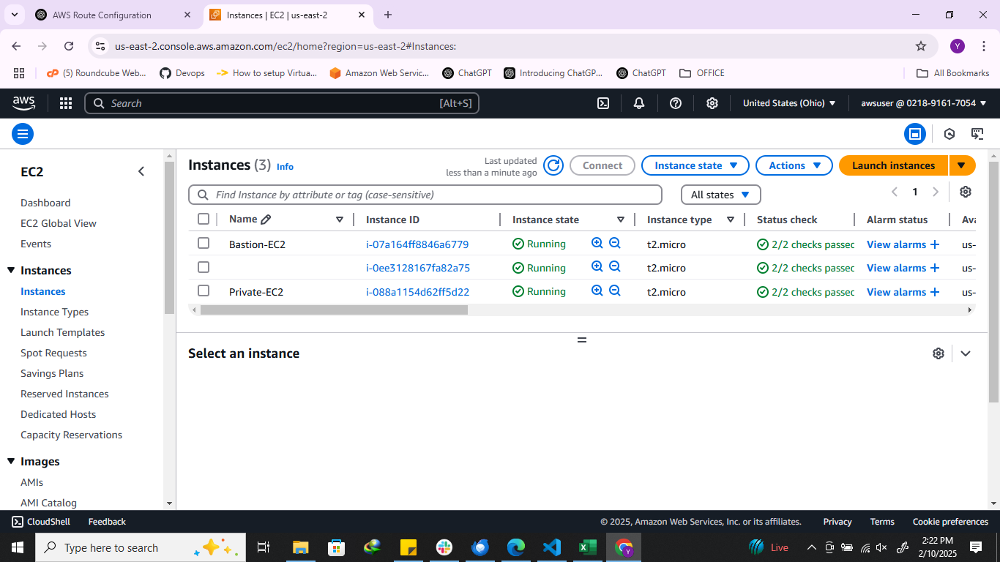 AWS Route Configuration
Instances | EC2 | us-east-2
us-east-2.console.aws.amazon.com/ec2/home?region=us-east-2#Instances:
Y
(5) Roundcube Web...
Devops
How to setup Virtua...
Amazon Web Servic...
ChatGPT
Introducing ChatGP...
ChatGPT
OFFICE
All Bookmarks
aws
Search
[Alt+S]
United States (Ohio)
awsuser @ 0218-9161-7054
EC2
Dashboard
EC2 Global View
Events
Instances
Instances
Instance Types
Launch Templates
Spot Requests
Savings Plans
Reserved Instances
Dedicated Hosts
Capacity Reservations
Images
AMIs
AMI Catalog
Instances (3) Info
Last updated
less than a minute ago
Connect
Instance state
Actions
Launch instances
Find Instance by attribute or tag (case-sensitive)
All states
1
Name Instance ID Instance state Instance type Status check Alarm status Ava
Bastion-EC2 i-07a164ff8846a6779 Running t2.micro 2/2 checks passed View alarms + us-
i-0ee3128167fa82a75 Running t2.micro 2/2 checks passed View alarms + us-
Private-EC2 i-088a1154d62ff5d22 Running t2.micro 2/2 checks passed View alarms + us-
Select an instance
CloudShell
Feedback
© 2025, Amazon Web Services, Inc. or its affiliates.
Privacy
Terms
Cookie preferences
Type here to search
Y
Live
2:22 PM
2/10/2025